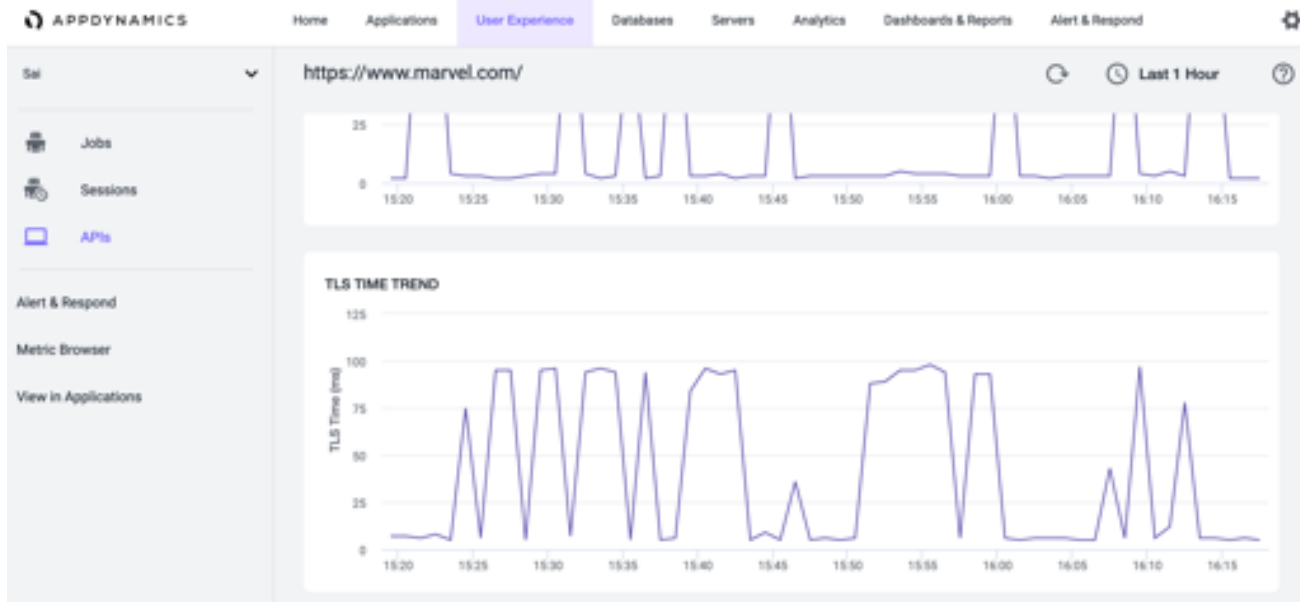 APPDYNAMICS
Home Applications User Experience Databases Servers Analytics Dashboards & Reports Alert & Respond
Sai
https://www.marvel.com/
Last 1 Hour
Jobs
Sessions
APIs
Alert & Respond
Metric Browser
View in Applications
25
0
15:20 15:25 15:30 15:35 15:40 15:45 15:50 15:55 16:00 16:05 16:10 16:15
TLS TIME TREND
TLS Time (ms)
125
100
75
50
25
0
15:20 15:25 15:30 15:35 15:40 15:45 15:50 15:55 16:00 16:05 16:10 16:15